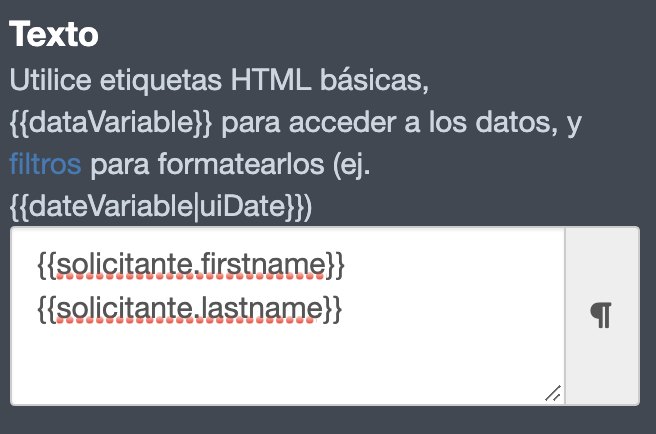 Texto
Utilice etiquetas HTML básicas,
{{dataVariable}} para acceder a los datos, y
filtros para formatearlos (ej.
{{dateVariable|uiDate}})
{{solicitante.firstname}}
{{solicitante.lastname}}
¶